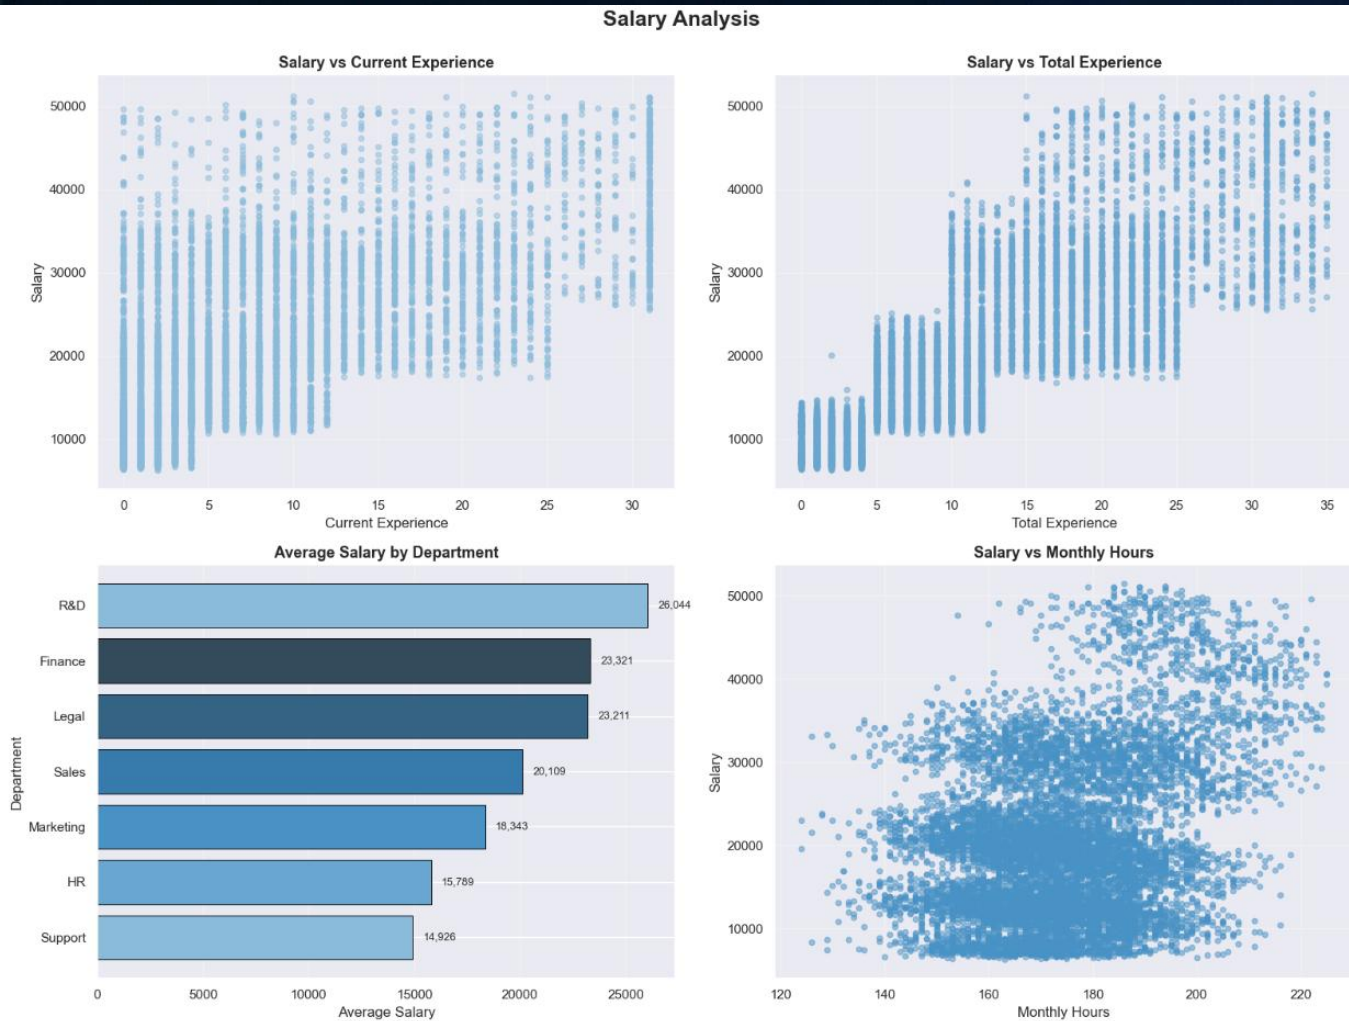 Salary Analysis
Salary vs Current Experience
Salary
50000
40000
30000
20000
10000
0 5 10 15 20 25 30
Current Experience
Salary vs Total Experience
Salary
50000
40000
30000
20000
10000
0 5 10 15 20 25 30 35
Total Experience
Average Salary by Department
Department
R&D 26,044
Finance 23,321
Legal 23,211
Sales 20,109
Marketing 18,343
HR 15,789
Support 14,926
0 5000 10000 15000 20000 25000
Average Salary
Salary vs Monthly Hours
Salary
50000
40000
30000
20000
10000
120 140 160 180 200 220
Monthly Hours